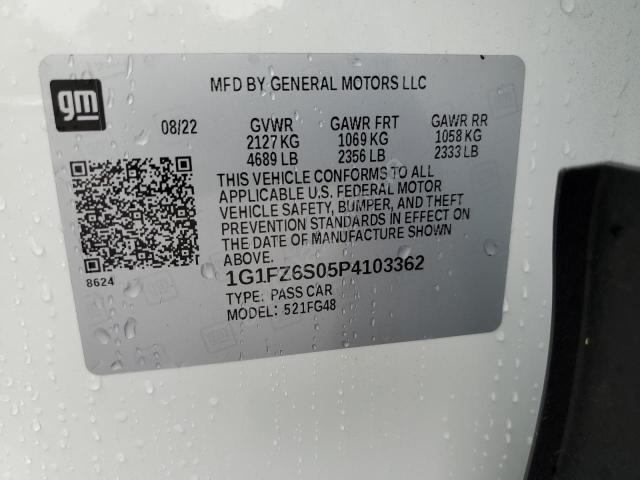 gm
MFD BY GENERAL MOTORS LLC
08/22 GVWR GAWR FRT GAWR RR
2127 KG 1069 KG 1058 KG
4689 LB 2356 LB 2333 LB
THIS VEHICLE CONFORMS TO ALL
APPLICABLE U.S. FEDERAL MOTOR
VEHICLE SAFETY, BUMPER, AND THEFT
PREVENTION STANDARDS IN EFFECT ON
THE DATE OF MANUFACTURE SHOWN
ABOVE.
8624
1G1FZ6S05P4103362
TYPE: PASS CAR
MODEL: 521FG48